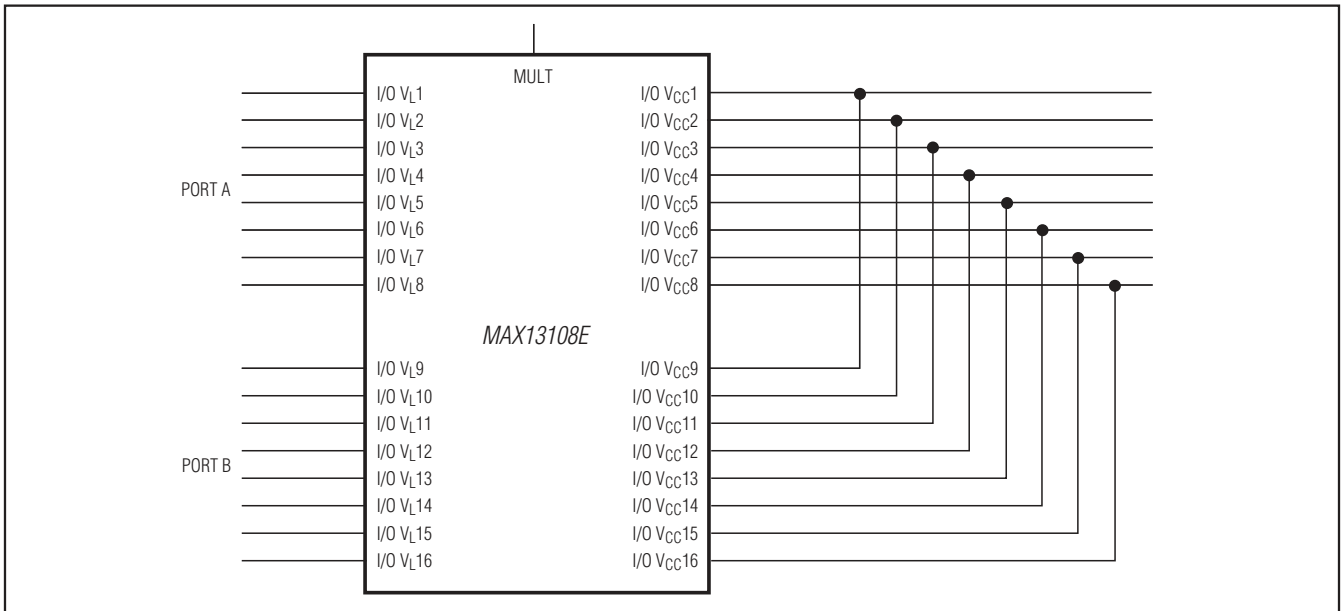 MULT
I/O VL1 I/O VCC1
I/O VL2 I/O VCC2
I/O VL3 I/O VCC3
I/O VL4 I/O VCC4
PORT A
I/O VL5 I/O VCC5
I/O VL6 I/O VCC6
I/O VL7 I/O VCC7
I/O VL8 I/O VCC8
MAX13108E
I/O VL9 I/O VCC9
I/O VL10 I/O VCC10
I/O VL11 I/O VCC11
I/O VL12 I/O VCC12
PORT B
I/O VL13 I/O VCC13
I/O VL14 I/O VCC14
I/O VL15 I/O VCC15
I/O VL16 I/O VCC16